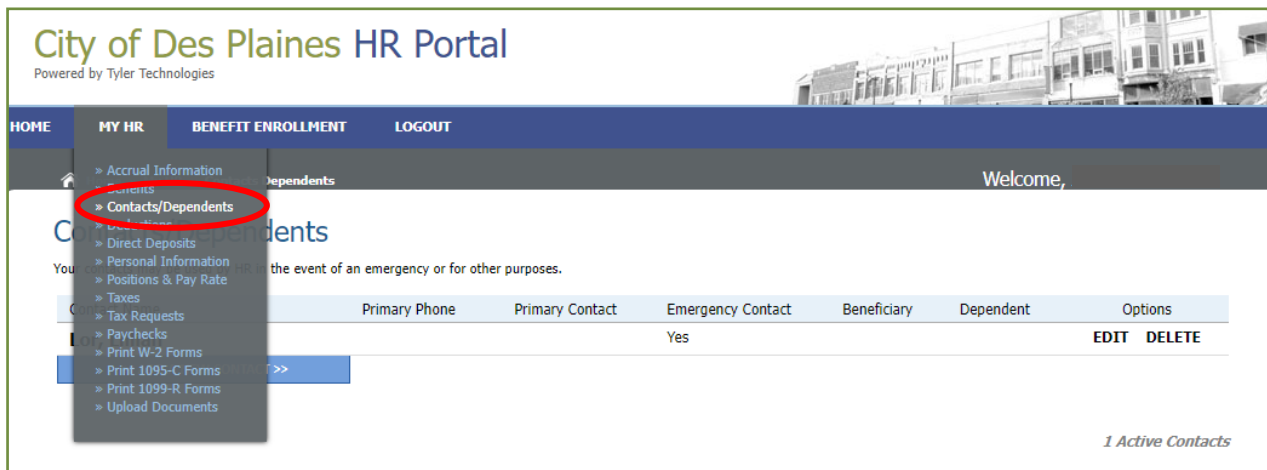 City of Des Plaines HR Portal
Powered by Tyler Technologies
HOME MY HR BENEFIT ENROLLMENT LOGOUT
» Accrual Information
Dependents
Welcome,
» Benefits
» Contacts/Dependents
» Deductions
Contacts/Dependents
» Direct Deposits
» Personal Information
in the event of an emergency or for other purposes.
» Positions & Pay Rate
» Taxes
Primary Phone Primary Contact Emergency Contact Beneficiary Dependent Options
» Tax Requests
» Paychecks
Yes EDIT DELETE
» Print W-2 Forms
» Print 1095-C Forms
>>
» Print 1099-R Forms
» Upload Documents
1 Active Contacts